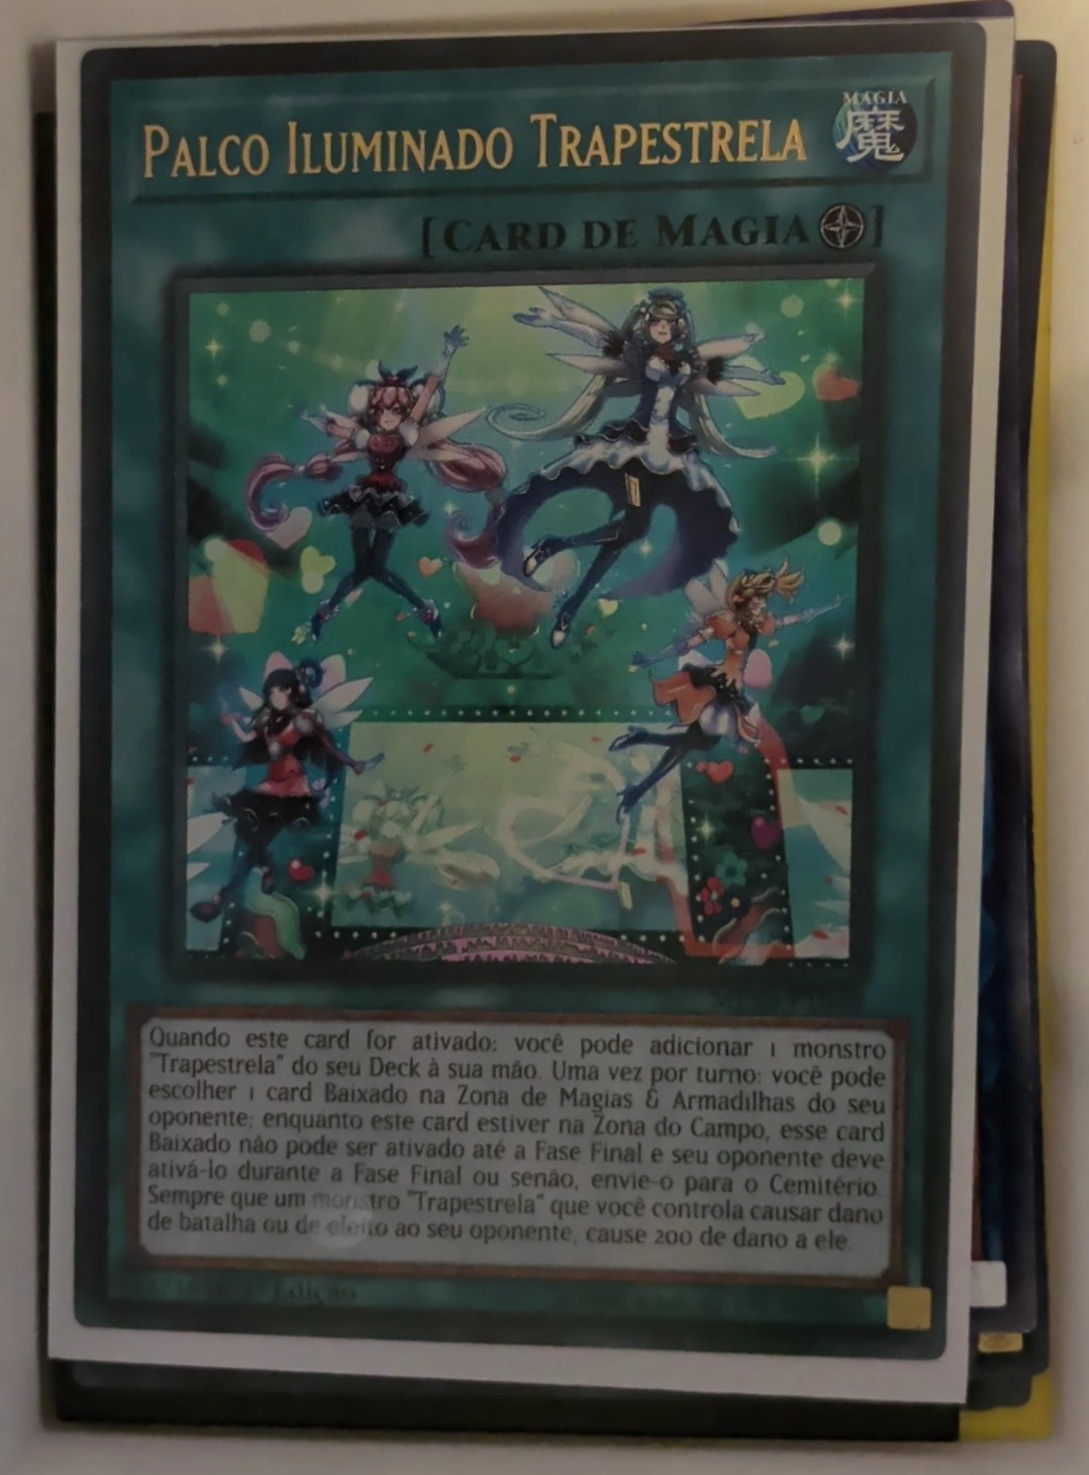 PALCO ILUMINADO TRAPESTRELA
MAGIA
魔
[CARD DE MAGIA]
Quando este card for ativado: você pode adicionar 1 monstro
"Trapestrela" do seu Deck à sua mão. Uma vez por turno: você pode
escolher 1 card Baixado na Zona de Magias & Armadilhas do seu
oponente; enquanto este card estiver na Zona do Campo, esse card
Baixado não pode ser ativado até a Fase Final e seu oponente deve
ativá-lo durante a Fase Final ou senão, envie-o para o Cemitério.
Sempre que um monstro "Trapestrela" que você controla causar dano
de batalha ou de efeito ao seu oponente, cause 200 de dano a ele.
Edição